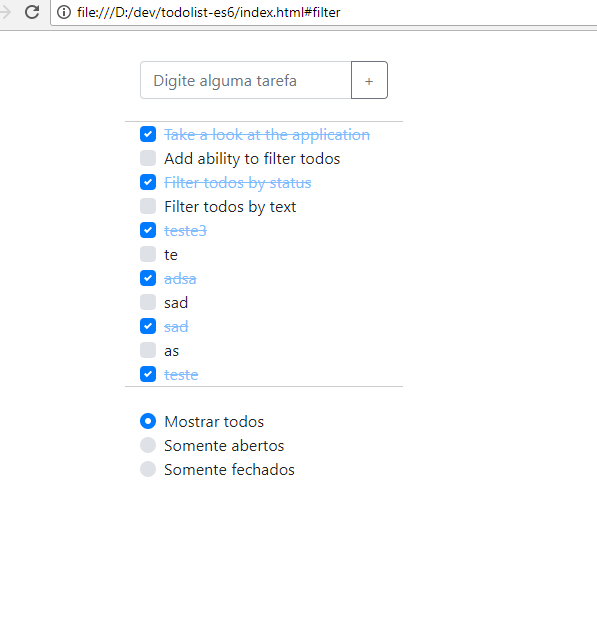 file:///D:/dev/todolist-es6/index.html#filter
Digite alguma tarefa +
Take a look at the application
Add ability to filter todos
Filter todos by status
Filter todos by text
teste3
te
adsa
sad
sad
as
teste
Mostrar todos
Somente abertos
Somente fechados